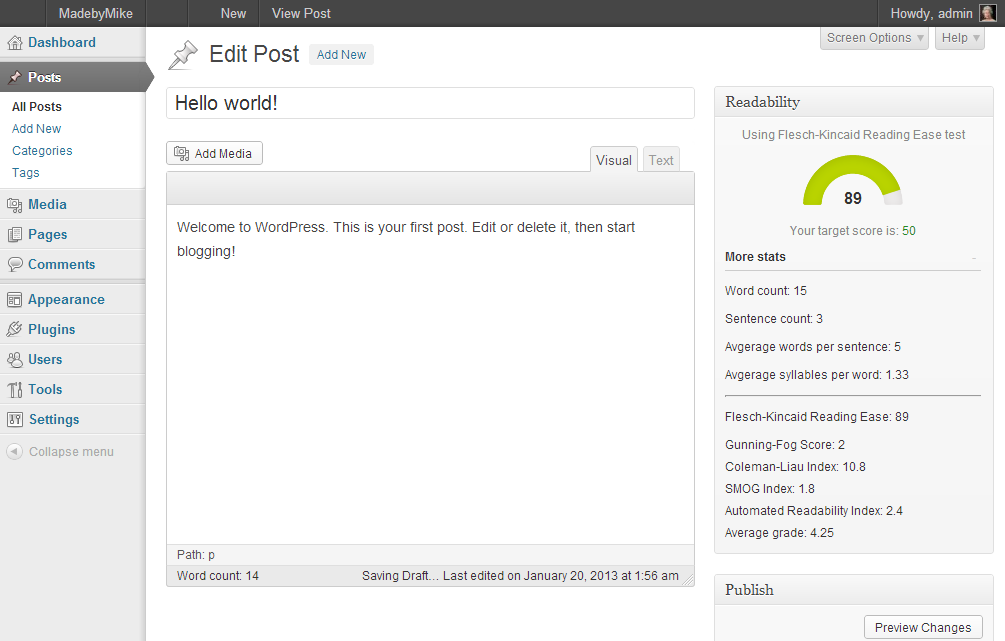 MadebyMike New View Post Howdy, admin
Dashboard
Posts
All Posts
Add New
Categories
Tags
Media
Pages
Comments
Appearance
Plugins
Users
Tools
Settings
Collapse menu
Screen Options Help
Edit Post Add New
Hello world!
Add Media
Visual Text
Welcome to WordPress. This is your first post. Edit or delete it, then start
blogging!
Path: p
Word count: 14 Saving Draft... Last edited on January 20, 2013 at 1:56 am
Readability
Using Flesch-Kincaid Reading Ease test
89
Your target score is: 50
More stats -
Word count: 15
Sentence count: 3
Avgerage words per sentence: 5
Avgerage syllables per word: 1.33
Flesch-Kincaid Reading Ease: 89
Gunning-Fog Score: 2
Coleman-Liau Index: 10.8
SMOG Index: 1.8
Automated Readability Index: 2.4
Average grade: 4.25
Publish
Preview Changes